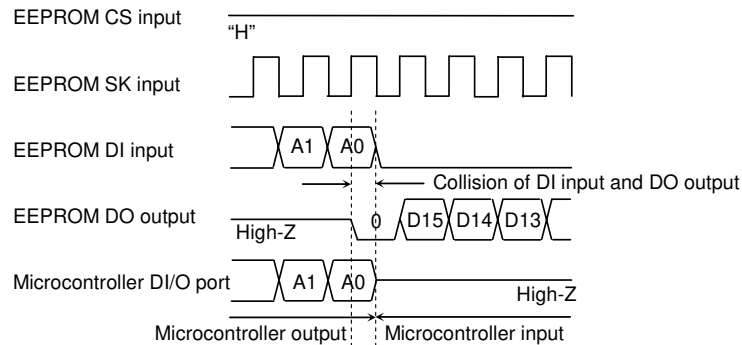 EEPROM CS input
“H”
EEPROM SK input
EEPROM DI input
A1 A0
Collision of DI input and DO output
EEPROM DO output
High-Z
0 D15 D14 D13
Microcontroller DI/O port
A1 A0
High-Z
Microcontroller output Microcontroller input